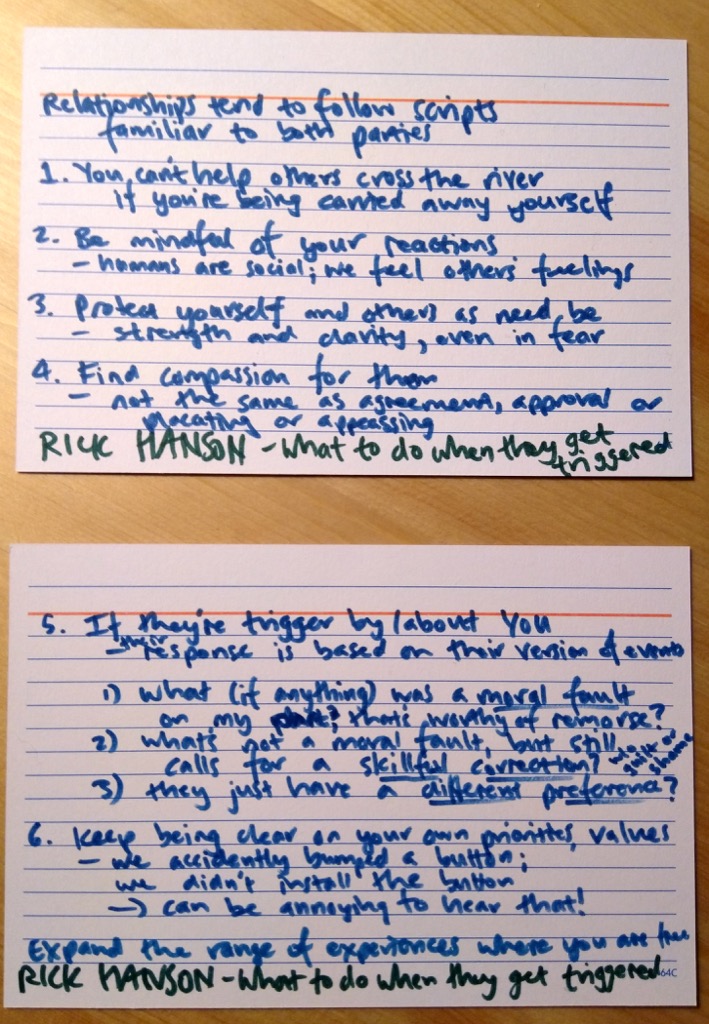 Relationships tend to follow scripts
familiar to both parties
1. You can't help others cross the river
if you're being carried away yourself
2. Be mindful of your reactions
- humans are social; we feel others' fuelings
3. Protect yourself and others as need be
- strength and clarity, even in fear
4. Find compassion for them
- not the same as agreement, approval or
placating or appeassing
RICK HANSON - What to do when they get
triggered
5. If they're trigger by/about You
→ their response is based on their version of events
1) what (if anything) was a moral fault
on my part? that's worthy of remorse?
2) what's not a moral fault, but still
calls for a skillful correction? w/o guilt or shame
3) they just have a different preference?
6. Keep being clear on your own priorities, values
- we accidently bumped a button;
we didn't install the button
→ can be annoying to hear that!
Expand the range of experiences where you are free
RICK HANSON - What to do when they get triggered
64C